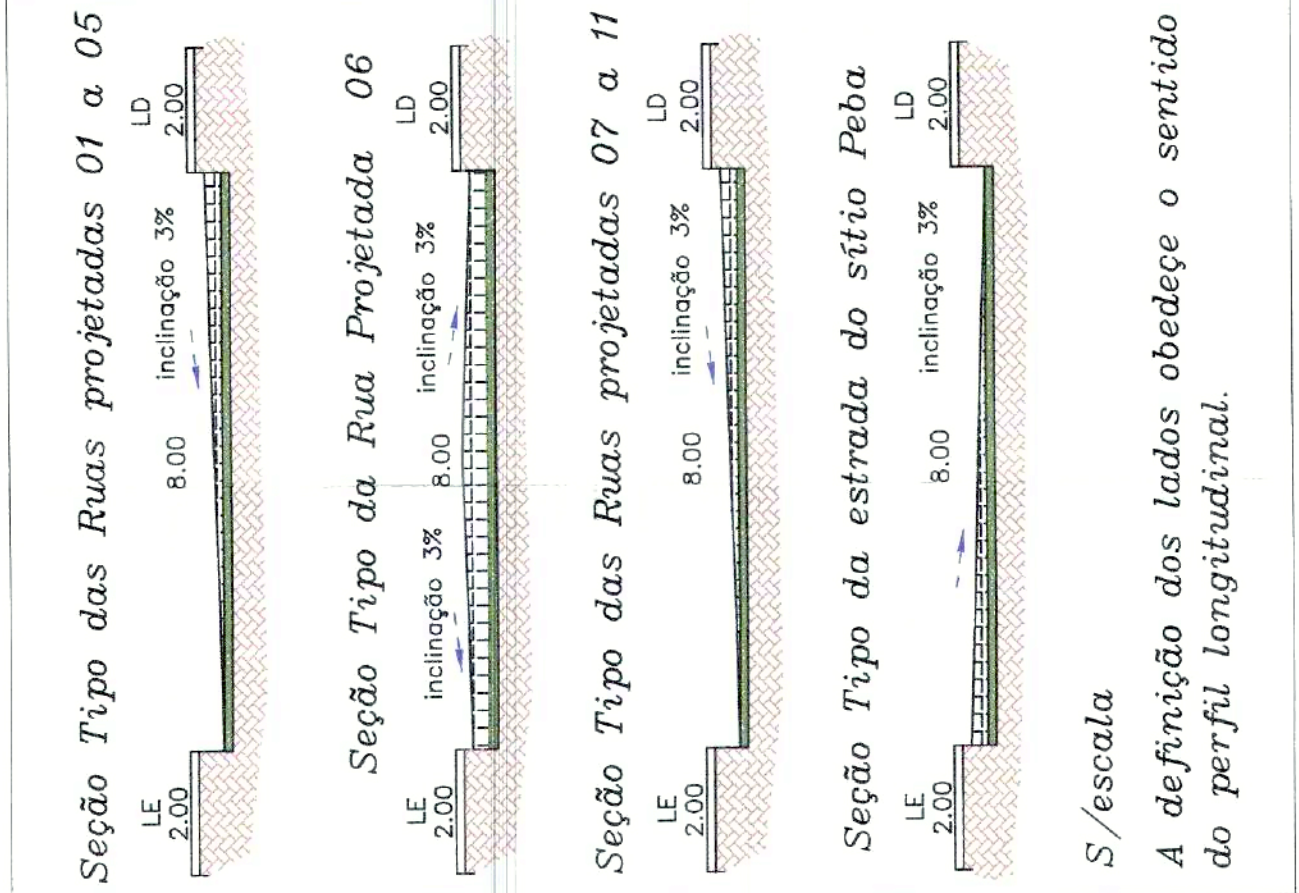 Seção Tipo das Ruas projetadas 01 a 05
LE
2.00
8.00
inclinação 3%
LD
2.00
Seção Tipo da Rua Projetada 06
LE
2.00
inclinação 3%
8.00
inclinação 3%
LD
2.00
Seção Tipo das Ruas projetadas 07 a 11
LE
2.00
8.00
inclinação 3%
LD
2.00
Seção Tipo da estrada do sítio Peba
LE
2.00
8.00
inclinação 3%
LD
2.00
S/escala
A definição dos lados obedeçe o sentido
do perfil longitudinal.